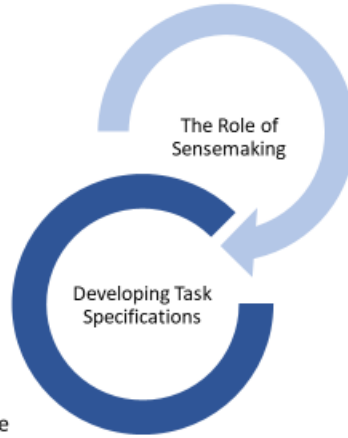 The Role of
Sensemaking
Developing Task
Specifications
e